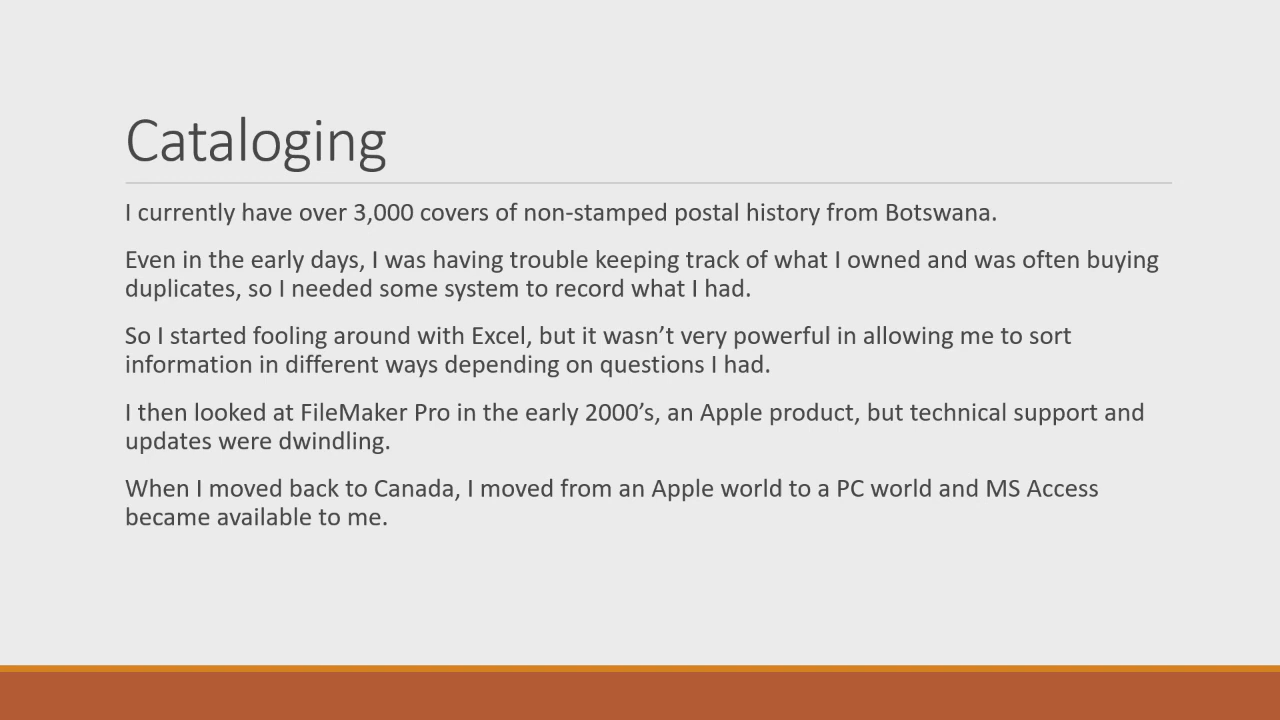 Cataloging
I currently have over 3,000 covers of non-stamped postal history from Botswana.
Even in the early days, I was having trouble keeping track of what I owned and was often buying
duplicates, so I needed some system to record what I had.
So I started fooling around with Excel, but it wasn’t very powerful in allowing me to sort
information in different ways depending on questions I had.
I then looked at FileMaker Pro in the early 2000’s, an Apple product, but technical support and
updates were dwindling.
When I moved back to Canada, I moved from an Apple world to a PC world and MS Access
became available to me.